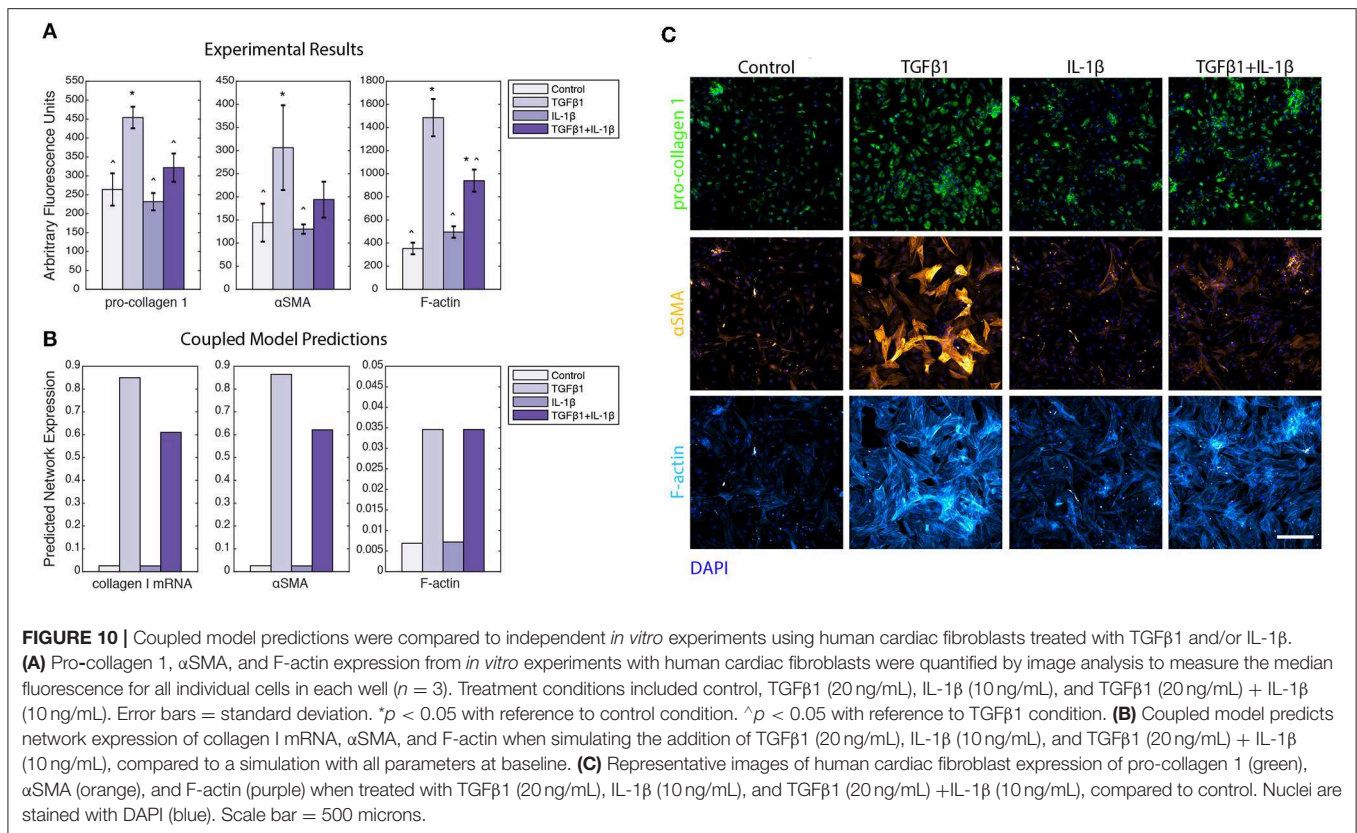 A
Experimental Results
Arbritrary Fluorescence Units
550
500
450
400
350
300
250
200
150
100
50
0
^
*
^
^
pro-collagen 1
450
400
350
300
250
200
150
100
50
0
^
*
^
αSMA
1800
1600
1400
1200
1000
800
600
400
200
0
^
*
^
* ^
F-actin
Control
TGFβ1
IL-1β
TGFβ1+IL-1β
B
Coupled Model Predictions
Predicted Network Expression
0.9
0.8
0.7
0.6
0.5
0.4
0.3
0.2
0.1
0
collagen I mRNA
0.9
0.8
0.7
0.6
0.5
0.4
0.3
0.2
0.1
0
αSMA
0.05
0.045
0.04
0.035
0.03
0.025
0.02
0.015
0.01
0.005
0
F-actin
Control
TGFβ1
IL-1β
TGFβ1+IL-1β
C
Control TGFβ1 IL-1β TGFβ1+IL-1β
pro-collagen 1
αSMA
F-actin
DAPI
FIGURE 10 | Coupled model predictions were compared to independent in vitro experiments using human cardiac fibroblasts treated with TGFβ1 and/or IL-1β.
(A) Pro-collagen 1, αSMA, and F-actin expression from in vitro experiments with human cardiac fibroblasts were quantified by image analysis to measure the median
fluorescence for all individual cells in each well (n = 3). Treatment conditions included control, TGFβ1 (20 ng/mL), IL-1β (10 ng/mL), and TGFβ1 (20 ng/mL) + IL-1β
(10 ng/mL). Error bars = standard deviation. *p < 0.05 with reference to control condition. ^p < 0.05 with reference to TGFβ1 condition. (B) Coupled model predicts
network expression of collagen I mRNA, αSMA, and F-actin when simulating the addition of TGFβ1 (20 ng/mL), IL-1β (10 ng/mL), and TGFβ1 (20 ng/mL) + IL-1β
(10 ng/mL), compared to a simulation with all parameters at baseline. (C) Representative images of human cardiac fibroblast expression of pro-collagen 1 (green),
αSMA (orange), and F-actin (purple) when treated with TGFβ1 (20 ng/mL), IL-1β (10 ng/mL), and TGFβ1 (20 ng/mL) +IL-1β (10 ng/mL), compared to control. Nuclei are
stained with DAPI (blue). Scale bar = 500 microns.